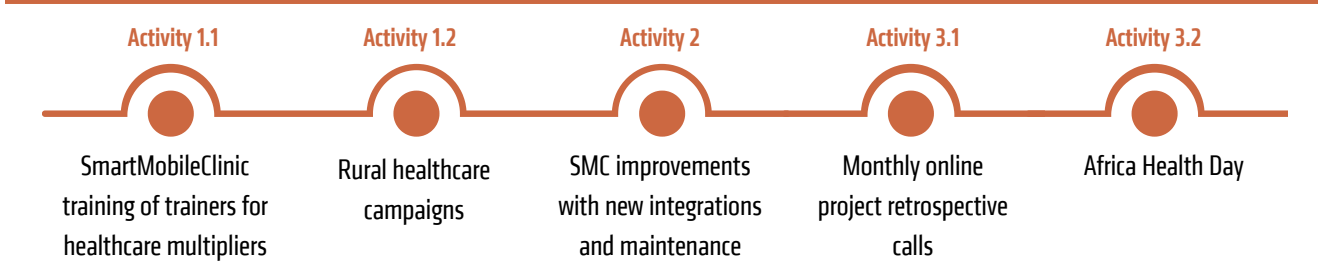 Activity 1.1
Activity 1.2
Activity 2
Activity 3.1
Activity 3.2
SmartMobileClinic
training of trainers for
healthcare multipliers
Rural healthcare
campaigns
SMC improvements
with new integrations
and maintenance
Monthly online
project retrospective
calls
Africa Health Day